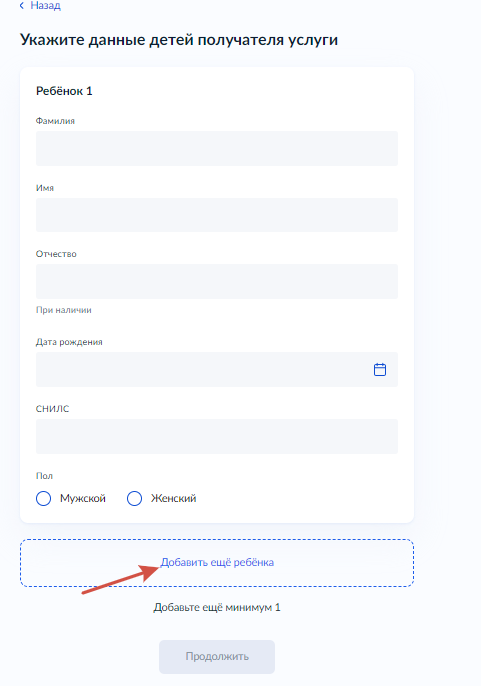 Назад
Укажите данные детей получателя услуги
Ребёнок 1
Фамилия
Имя
Отчество
При наличии
Дата рождения
СНИЛС
Пол
Мужской Женский
Добавить ещё ребёнка
Добавьте ещё минимум 1
Продолжить